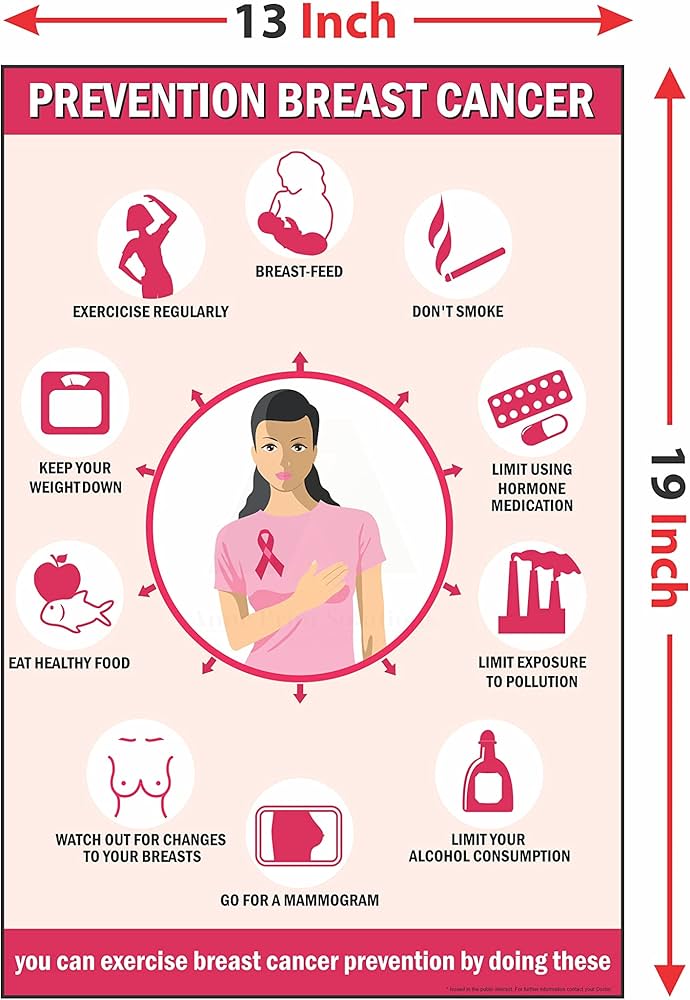 13 Inch
PREVENTION BREAST CANCER
BREAST-FEED
EXERCICISE REGULARLY
DON'T SMOKE
KEEP YOUR
WEIGHT DOWN
LIMIT USING
HORMONE
MEDICATION
19 Inch
EAT HEALTHY FOOD
LIMIT EXPOSURE
TO POLLUTION
WATCH OUT FOR CHANGES
TO YOUR BREASTS
LIMIT YOUR
ALCOHOL CONSUMPTION
GO FOR A MAMMOGRAM
you can exercise breast cancer prevention by doing these
* Issued in the public interest. For further information contact your Doctor.